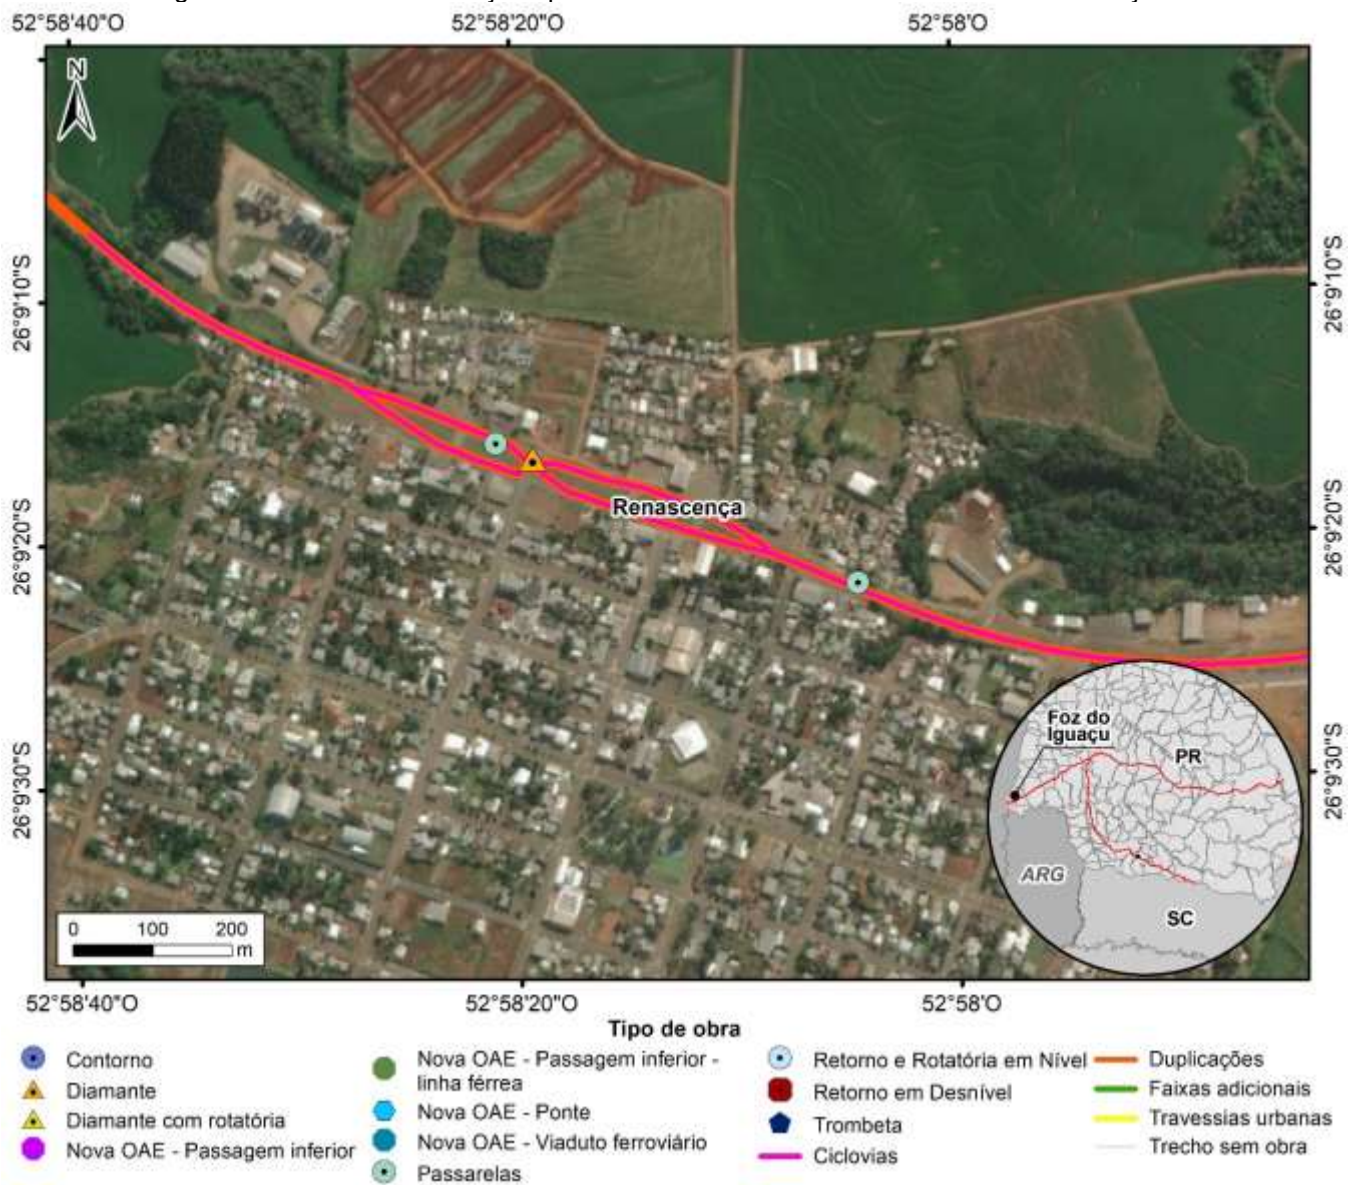 52°58'40"O
52°58'20"O
52°58'O
N
26°9'10"S
26°9'10"S
Renascença
26°9'20"S
26°9'20"S
Foz do
Iguaçu
PR
26°9'30"S
26°9'30"S
ARG
SC
0 100 200
m
52°58'40"O
52°58'20"O
52°58'O
Tipo de obra
Contorno
Diamante
Diamante com rotatória
Nova OAE - Passagem inferior
Nova OAE - Passagem inferior -
linha férrea
Nova OAE - Ponte
Nova OAE - Viaduto ferroviário
Passarelas
Retorno e Rotatória em Nível
Retorno em Desnível
Trombeta
Ciclovias
Duplicações
Faixas adicionais
Travessias urbanas
Trecho sem obra